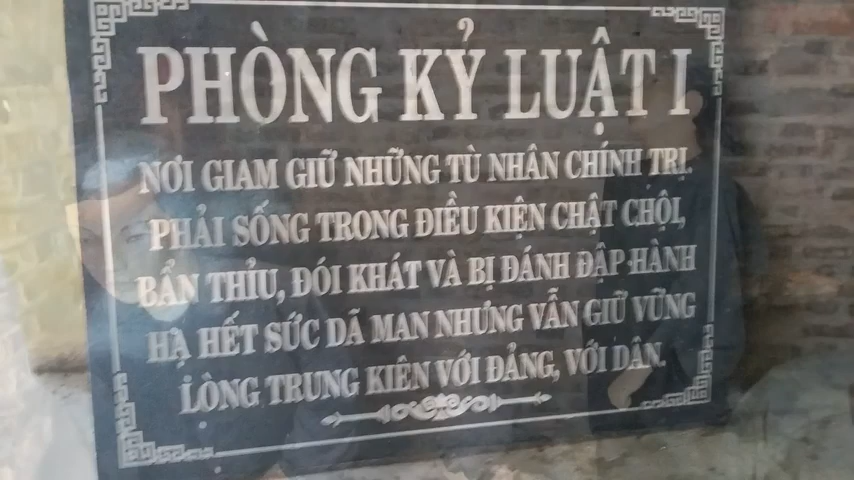 PHÒNG KỶ LUẬT I
NƠI GIAM GIỮ NHỮNG TÙ NHÂN CHÍNH TRỊ.
PHẢI SỐNG TRONG ĐIỀU KIỆN CHẬT CHỘI,
BẨN THỈU, ĐÓI KHÁT VÀ BỊ ĐÁNH ĐẬP HÀNH
HẠ HẾT SỨC DÃ MAN NHƯNG VẪN GIỮ VỮNG
LÒNG TRUNG KIÊN VỚI ĐẢNG, VỚI DÂN.